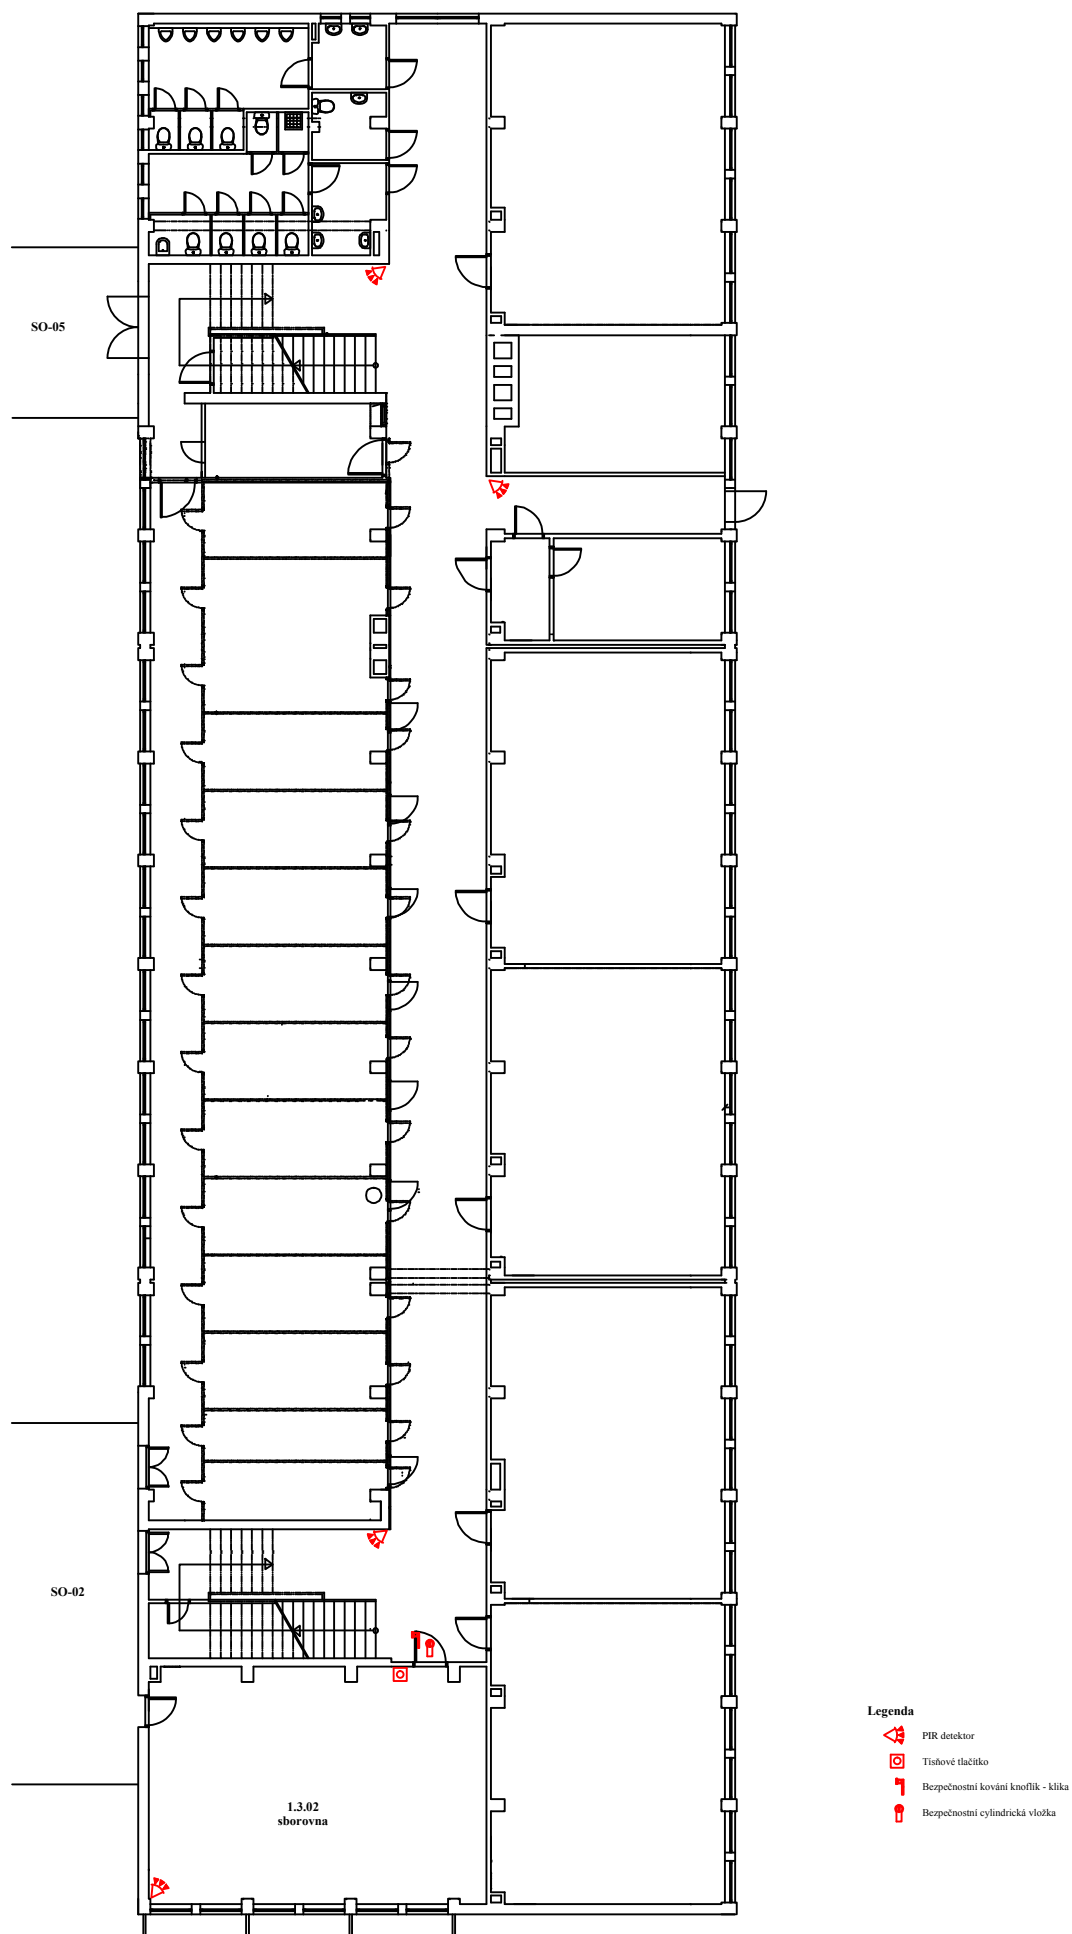 SO-05
SO-02
1.3.02
sborovna
Legenda
PIR detektor
Tísňové tlačítko
Bezpečnostní kování knoflík - klika
Bezpečnostní cylindrická vložka